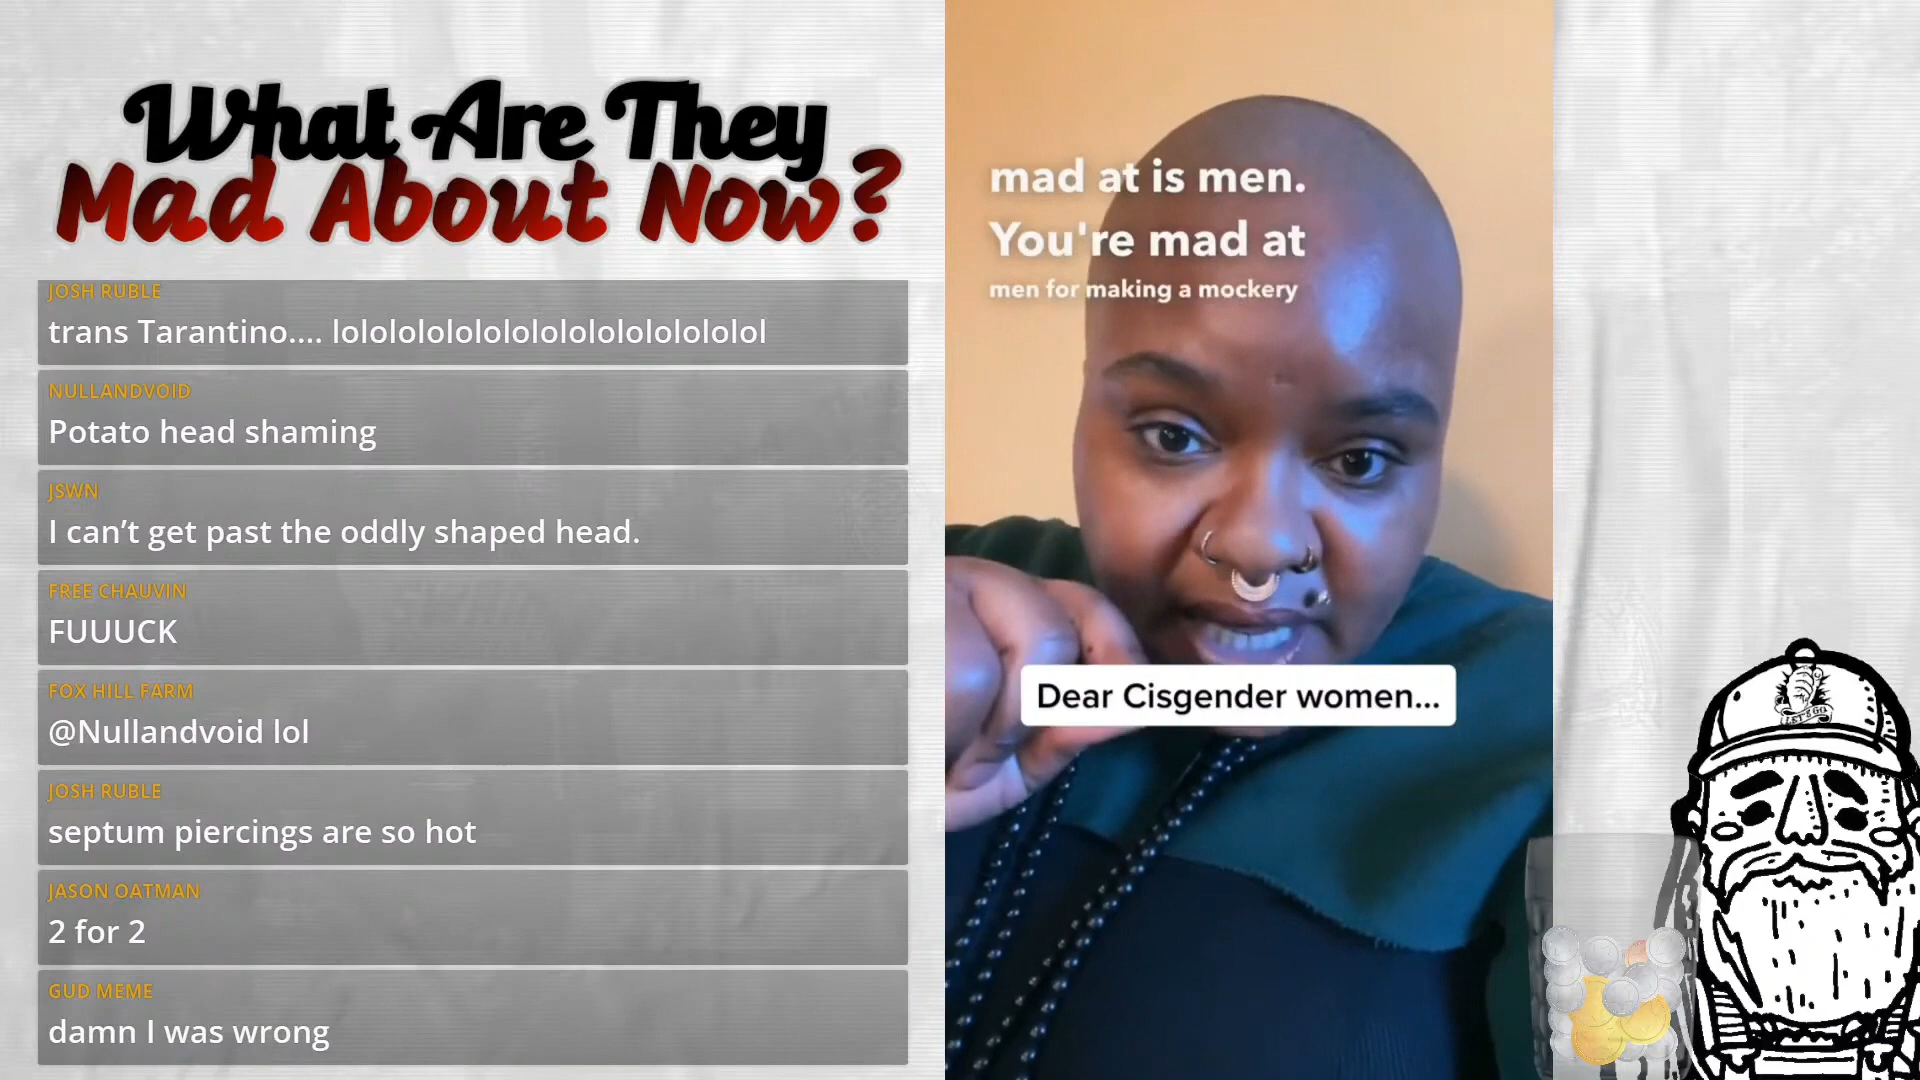 What Are They
Mad About Now?
JOSH RUBLE
trans Tarantino.... lolololololololololololololol
NULLANDVOID
Potato head shaming
JSWN
I can’t get past the oddly shaped head.
FREE CHAUVIN
FUUUCK
FOX HILL FARM
@Nullandvoid lol
JOSH RUBLE
septum piercings are so hot
JASON OATMAN
2 for 2
GUD MEME
damn I was wrong
mad at is men.
You're mad at
men for making a mockery
Dear Cisgender women...
LET'S GO